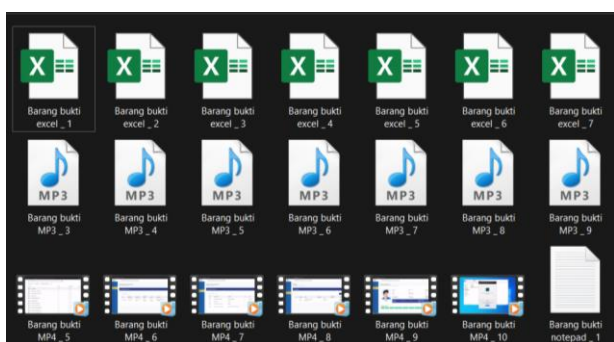 Barang bukti excel _ 1
Barang bukti excel _ 2
Barang bukti excel _ 3
Barang bukti excel _ 4
Barang bukti excel _ 5
Barang bukti excel _ 6
Barang bukti excel _ 7
MP3
MP3
MP3
MP3
MP3
MP3
MP3
Barang bukti MP3 _ 3
Barang bukti MP3 _ 4
Barang bukti MP3 _ 5
Barang bukti MP3 _ 6
Barang bukti MP3 _ 7
Barang bukti MP3 _ 8
Barang bukti MP3 _ 9
Barang bukti MP4 _ 5
Barang bukti MP4 _ 6
Barang bukti MP4 _ 7
Barang bukti MP4 _ 8
Barang bukti MP4 _ 9
Barang bukti MP4 _ 10
Barang bukti notepad _ 1